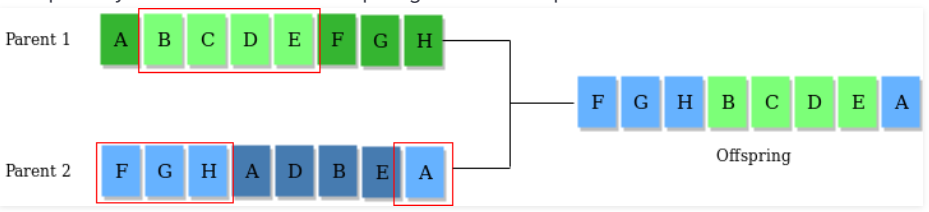 Parent 1 A B C D E F G H
F G H B C D E A
Offspring
Parent 2 F G H A D B E A